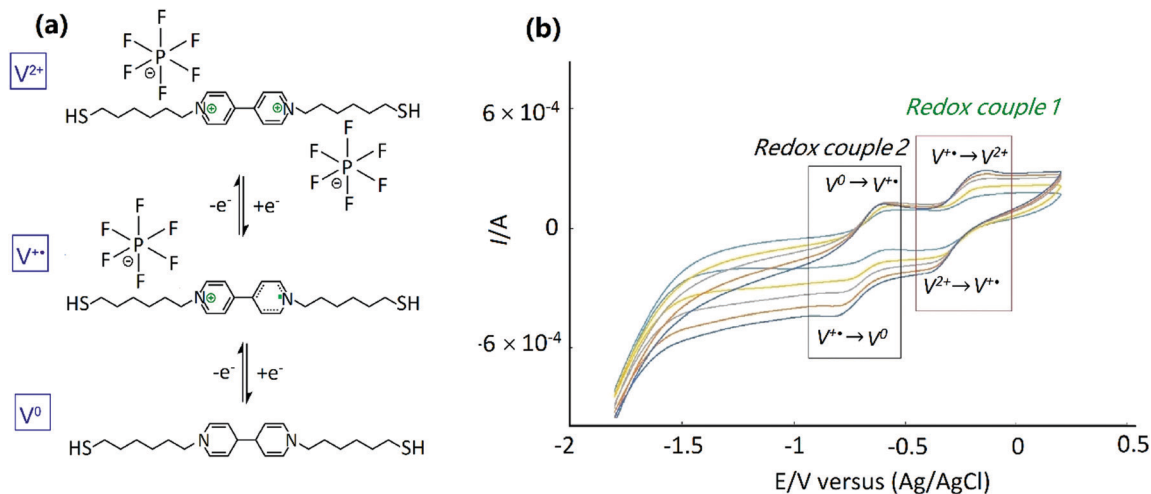 (a)
V²⁺
F
F
F
P
F
⊖
F
F
HS
N
⊕
⊕
N
SH
F
F
F
P
F
⊖
F
F
-e⁻
+e⁻
V⁺•
F
F
F
P
F
⊖
F
F
HS
N
⊕
N
SH
-e⁻
+e⁻
V⁰
HS
N
N
SH
(b)
6 × 10⁻⁴
0
-6 × 10⁻⁴
I/A
Redox couple 1
Redox couple 2
V⁺•→V²⁺
V⁰→V⁺•
V²⁺→V⁺•
V⁺•→V⁰
-2
-1.5
-1
-0.5
0
0.5
E/V versus (Ag/AgCl)